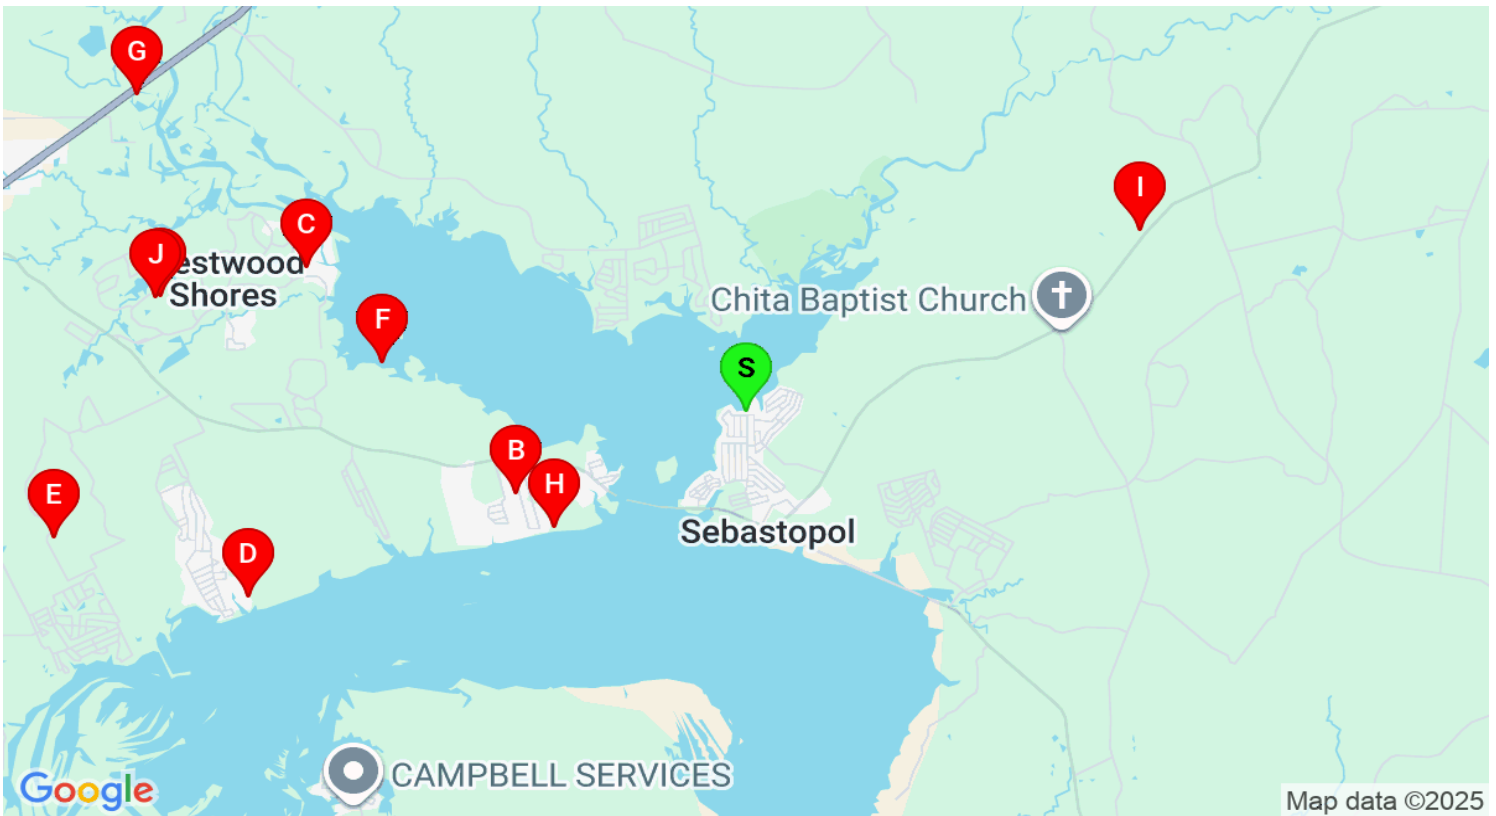 G
C
J
estwood
Shores
I
Chita Baptist Church
F
S
B
H
E
Sebastopol
D
CAMPBELL SERVICES
Google
Map data ©2025